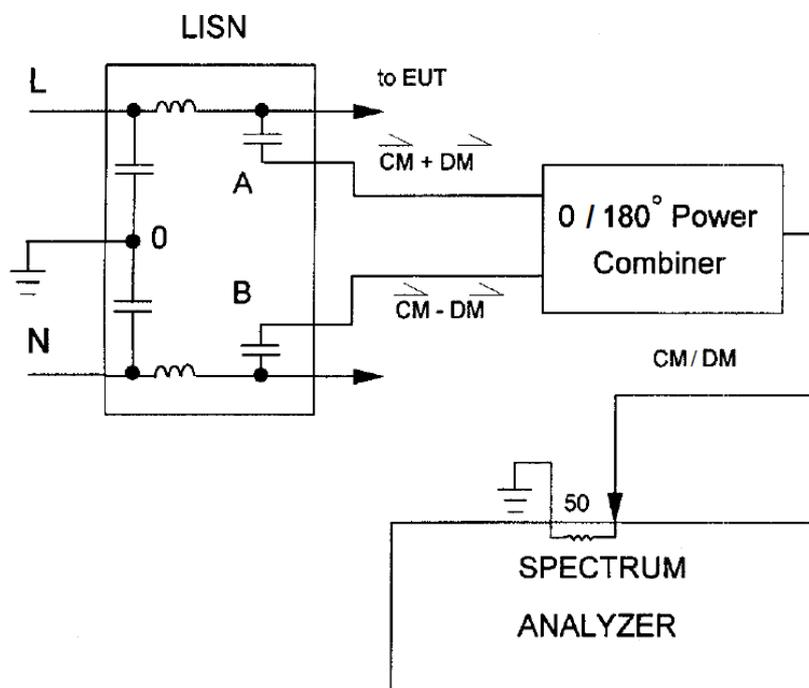 LISN
L
to EUT
CM + DM
A
0 / 180° Power
Combiner
0
B
CM - DM
N
CM / DM
50
SPECTRUM
ANALYZER